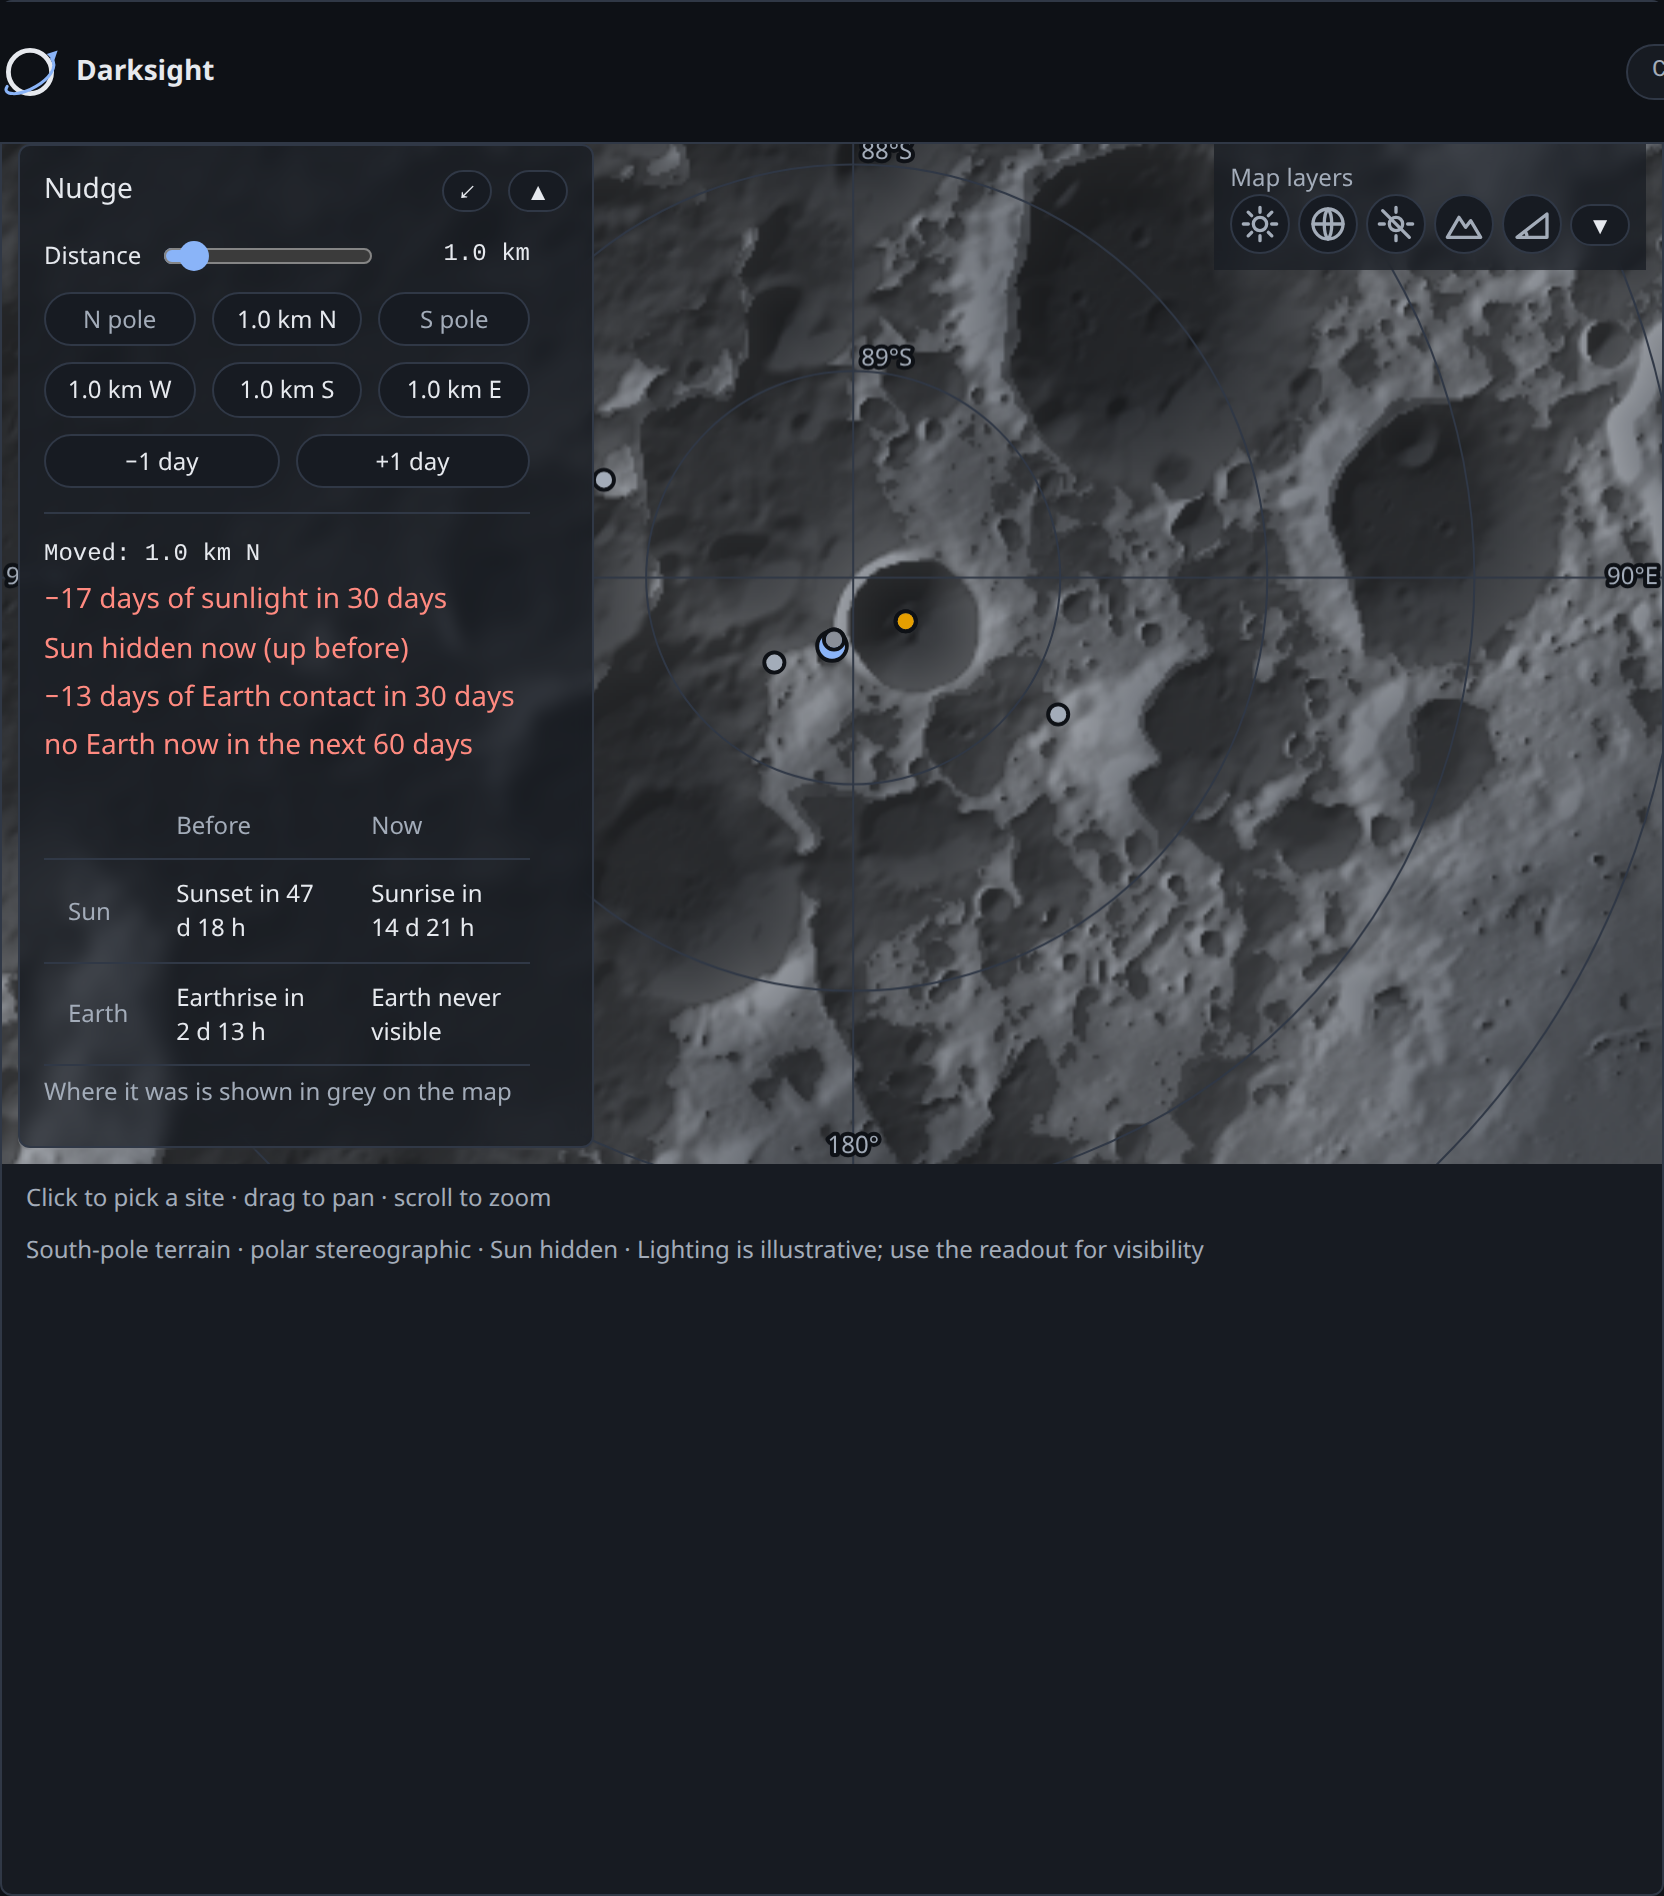 Darksight
Nudge
Distance 1.0 km
N pole 1.0 km N S pole
1.0 km W 1.0 km S 1.0 km E
−1 day +1 day
Moved: 1.0 km N
−17 days of sunlight in 30 days
Sun hidden now (up before)
−13 days of Earth contact in 30 days
no Earth now in the next 60 days
Before Now
Sun
Sunset in 47
d 18 h
Sunrise in
14 d 21 h
Earth
Earthrise in
2 d 13 h
Earth never
visible
Where it was is shown in grey on the map
88°S
Map layers
89°S
90°E
180°
Click to pick a site · drag to pan · scroll to zoom
South-pole terrain · polar stereographic · Sun hidden · Lighting is illustrative; use the readout for visibility